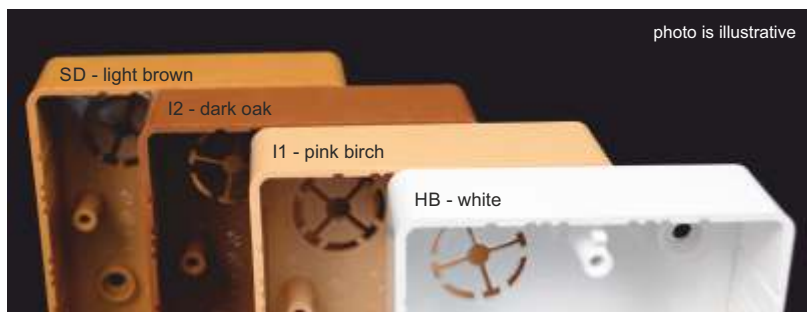 photo is illustrative
SD - light brown
I2 - dark oak
I1 - pink birch
HB - white